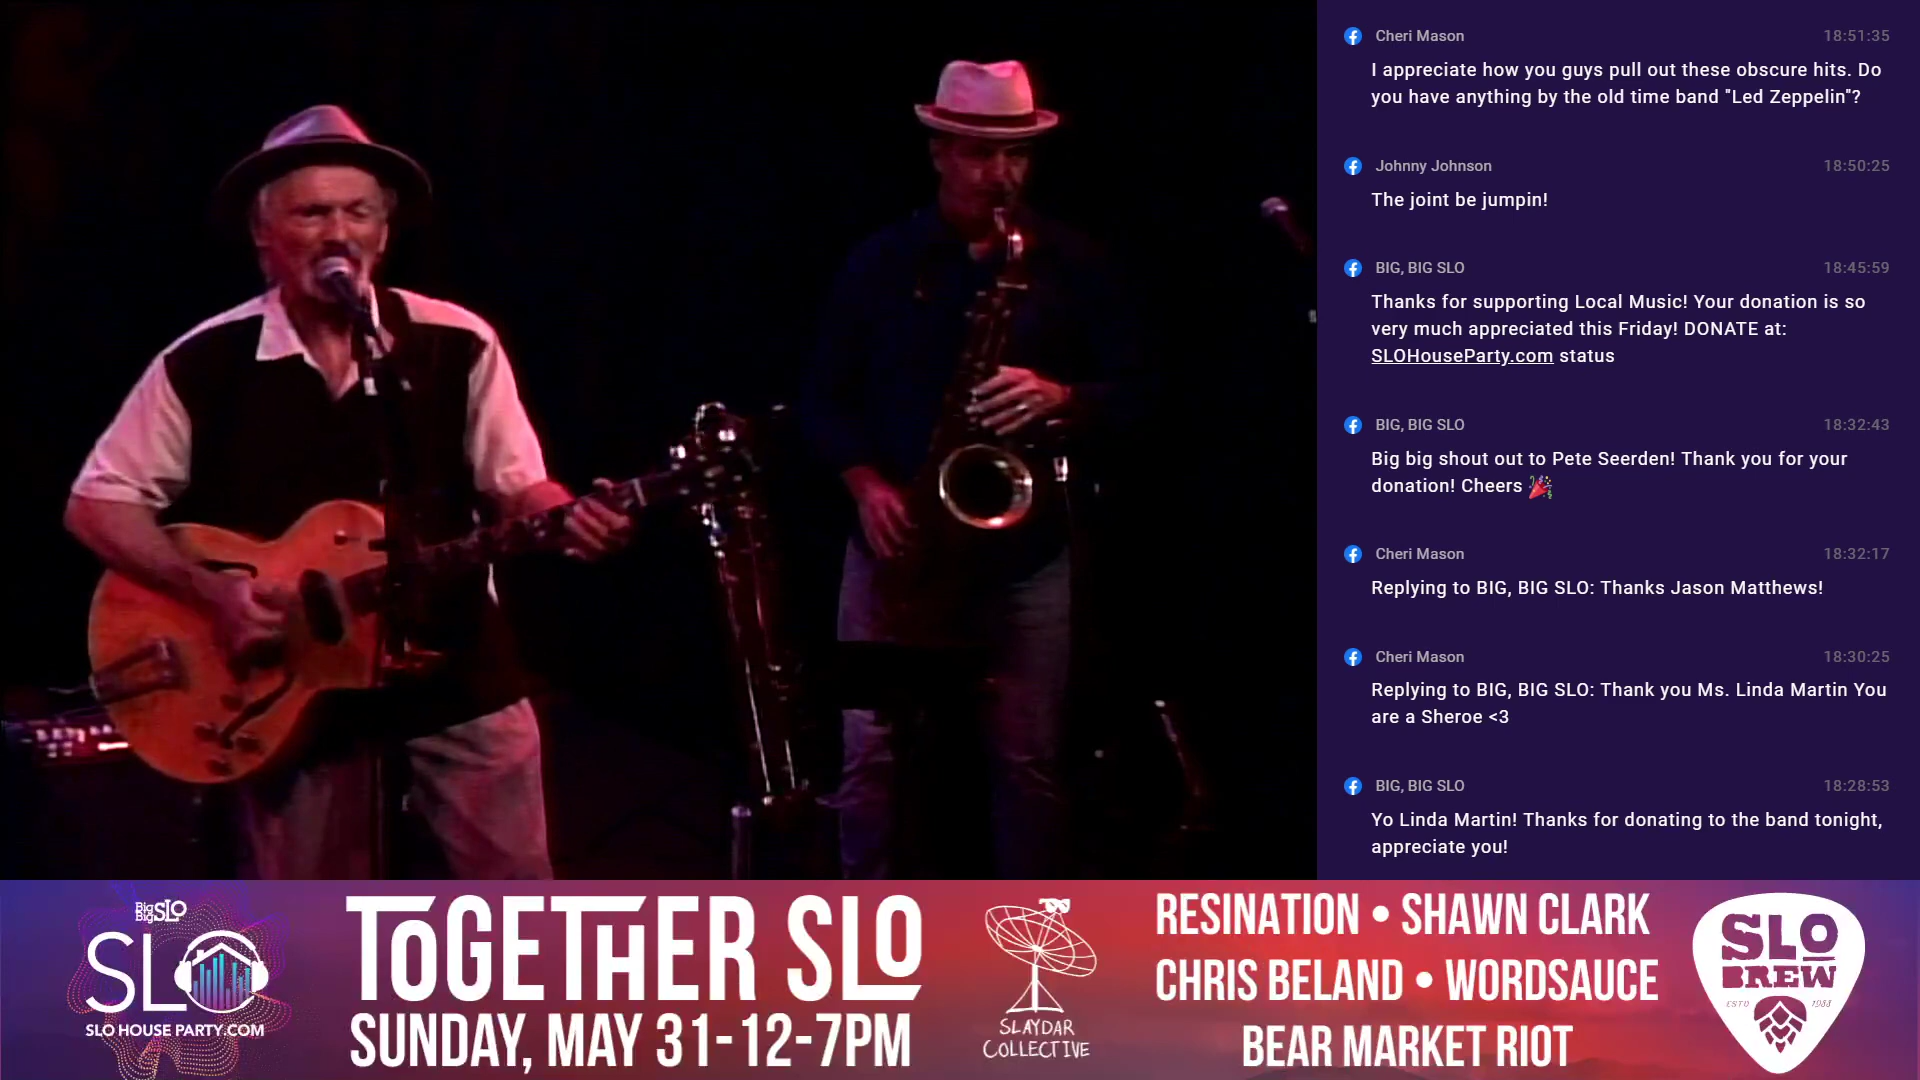 Cheri Mason 18:51:35
I appreciate how you guys pull out these obscure hits. Do
you have anything by the old time band "Led Zeppelin"?
Johnny Johnson 18:50:25
The joint be jumpin!
BIG, BIG SLO 18:45:59
Thanks for supporting Local Music! Your donation is so
very much appreciated this Friday! DONATE at:
SLOHouseParty.com status
BIG, BIG SLO 18:32:43
Big big shout out to Pete Seerden! Thank you for your
donation! Cheers 🎉
Cheri Mason 18:32:17
Replying to BIG, BIG SLO: Thanks Jason Matthews!
Cheri Mason 18:30:25
Replying to BIG, BIG SLO: Thank you Ms. Linda Martin You
are a Sheroe <3
BIG, BIG SLO 18:28:53
Yo Linda Martin! Thanks for donating to the band tonight,
appreciate you!
Big Big SLO
SLO
SLO HOUSE PARTY.COM
TOGETHER SLO
SUNDAY, MAY 31-12-7PM
SLAYDAR
COLLECTIVE
RESINATION • SHAWN CLARK
CHRIS BELAND • WORDSAUCE
BEAR MARKET RIOT
SLO
BREW
ESTD 1988